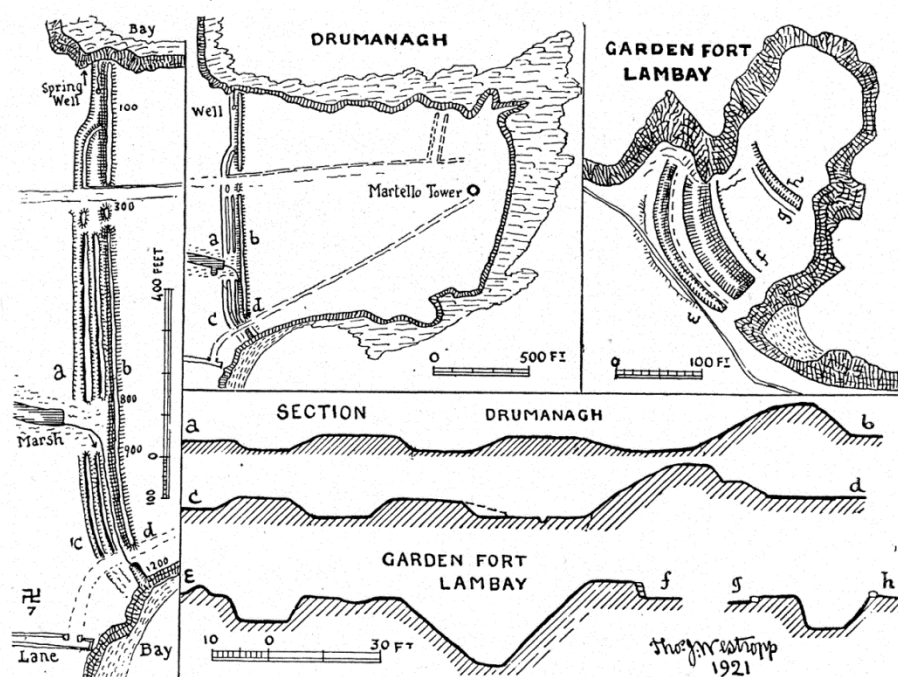 Bay
Spring
Well
100
300
400 FEET
a
b
800
Marsh
900
0
100
c
d
1200
卍
7
Lane
Bay
DRUMANAGH
Well
Martello Tower
a
b
c
d
0 500 FT
GARDEN FORT
LAMBAY
h
g
f
ε
0 100 FT
SECTION DRUMANAGH
a b
c d
GARDEN FORT
LAMBAY
ε f g h
10 0 30 FT
Tho.s J. Westropp
1921